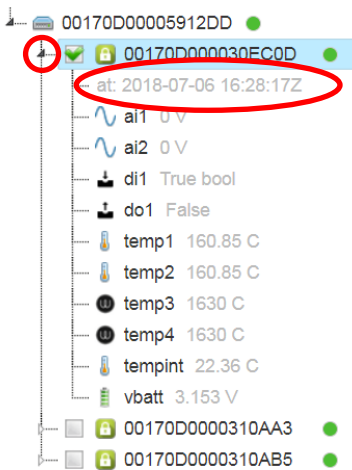 00170D00005912DD
00170D000030EC0D
at: 2018-07-06 16:28:17Z
ai1 0 V
ai2 0 V
di1 True bool
do1 False
temp1 160.85 C
temp2 160.85 C
temp3 1630 C
temp4 1630 C
tempint 22.36 C
vbatt 3.153 V
00170D0000310AA3
00170D0000310AB5